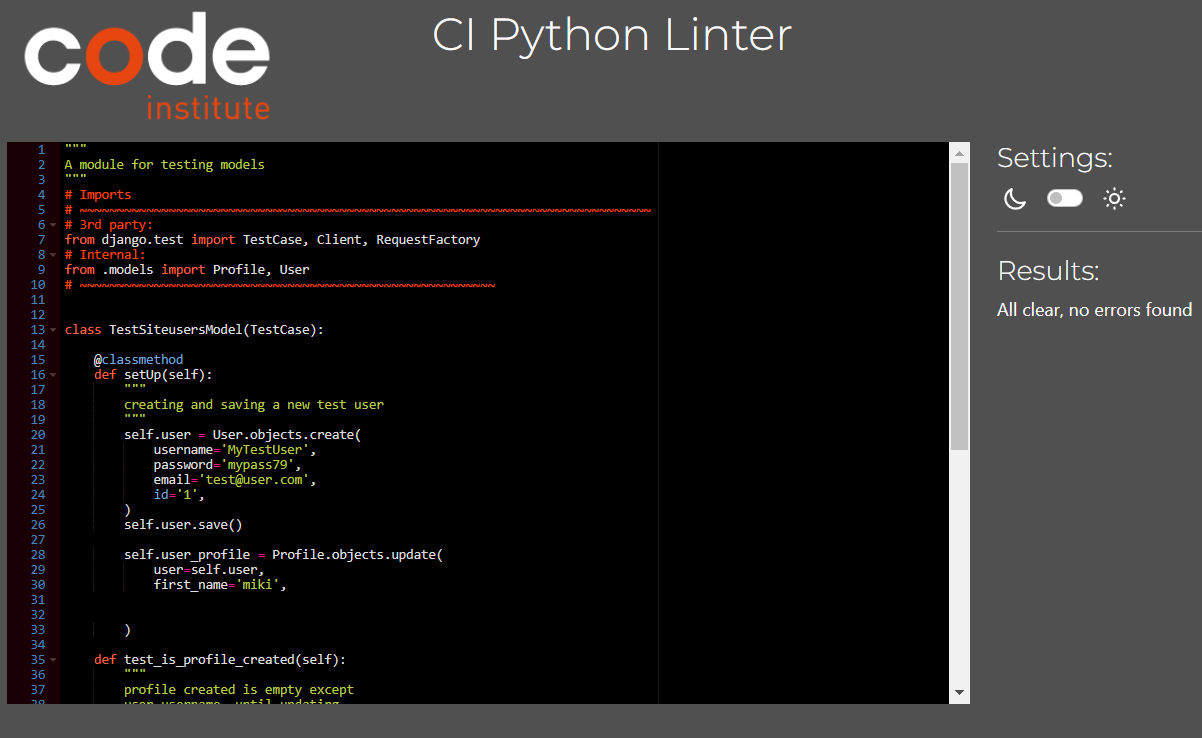 code
institute
CI Python Linter
1 """
2 A module for testing models
3 """
4 # Imports
5 # ~~~~~~~~~~~~~~~~~~~~~~~~~~~~~~~~~~~~~~~~~~~~~~~~~~~~~~~~~~~~~~~~~~~~~~~~~~~~~
6 # 3rd party:
7 from django.test import TestCase, Client, RequestFactory
8 # Internal:
9 from .models import Profile, User
10 # ~~~~~~~~~~~~~~~~~~~~~~~~~~~~~~~~~~~~~~~~~~~~~~~~~~~~~~~~
11
12
13 class TestSiteusersModel(TestCase):
14
15     @classmethod
16     def setUp(self):
17         """
18         creating and saving a new test user
19         """
20         self.user = User.objects.create(
21             username='MyTestUser',
22             password='mypass79',
23             email='test@user.com',
24             id='1',
25         )
26         self.user.save()
27
28         self.user_profile = Profile.objects.update(
29             user=self.user,
30             first_name='miki',
31
32
33         )
34
35     def test_is_profile_created(self):
36         """
37         profile created is empty except
38         user username, until updating
Settings:
Results:
All clear, no errors found